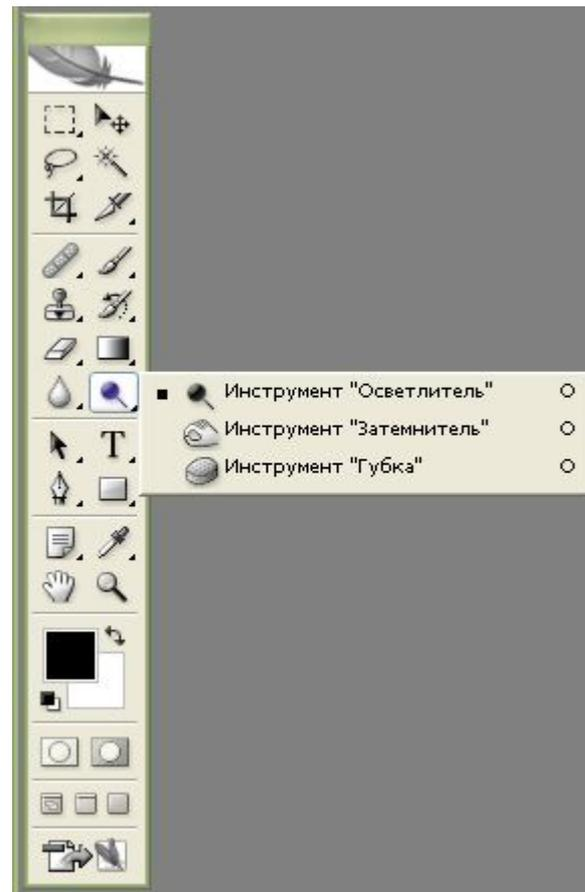 Инструмент "Осветлитель" O
Инструмент "Затемнитель" O
T Инструмент "Губка" O